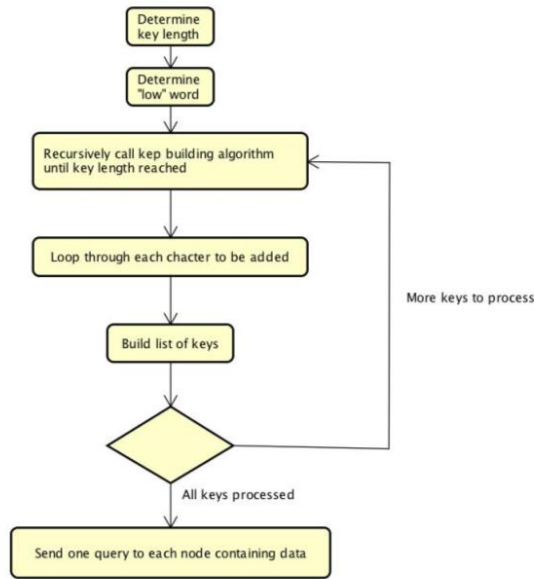 Determine
key length
Determine
"low" word
Recursively call kep building algorithm
until key length reached
Loop through each chacter to be added
More keys to process
Build list of keys
All keys processed
Send one query to each node containing data